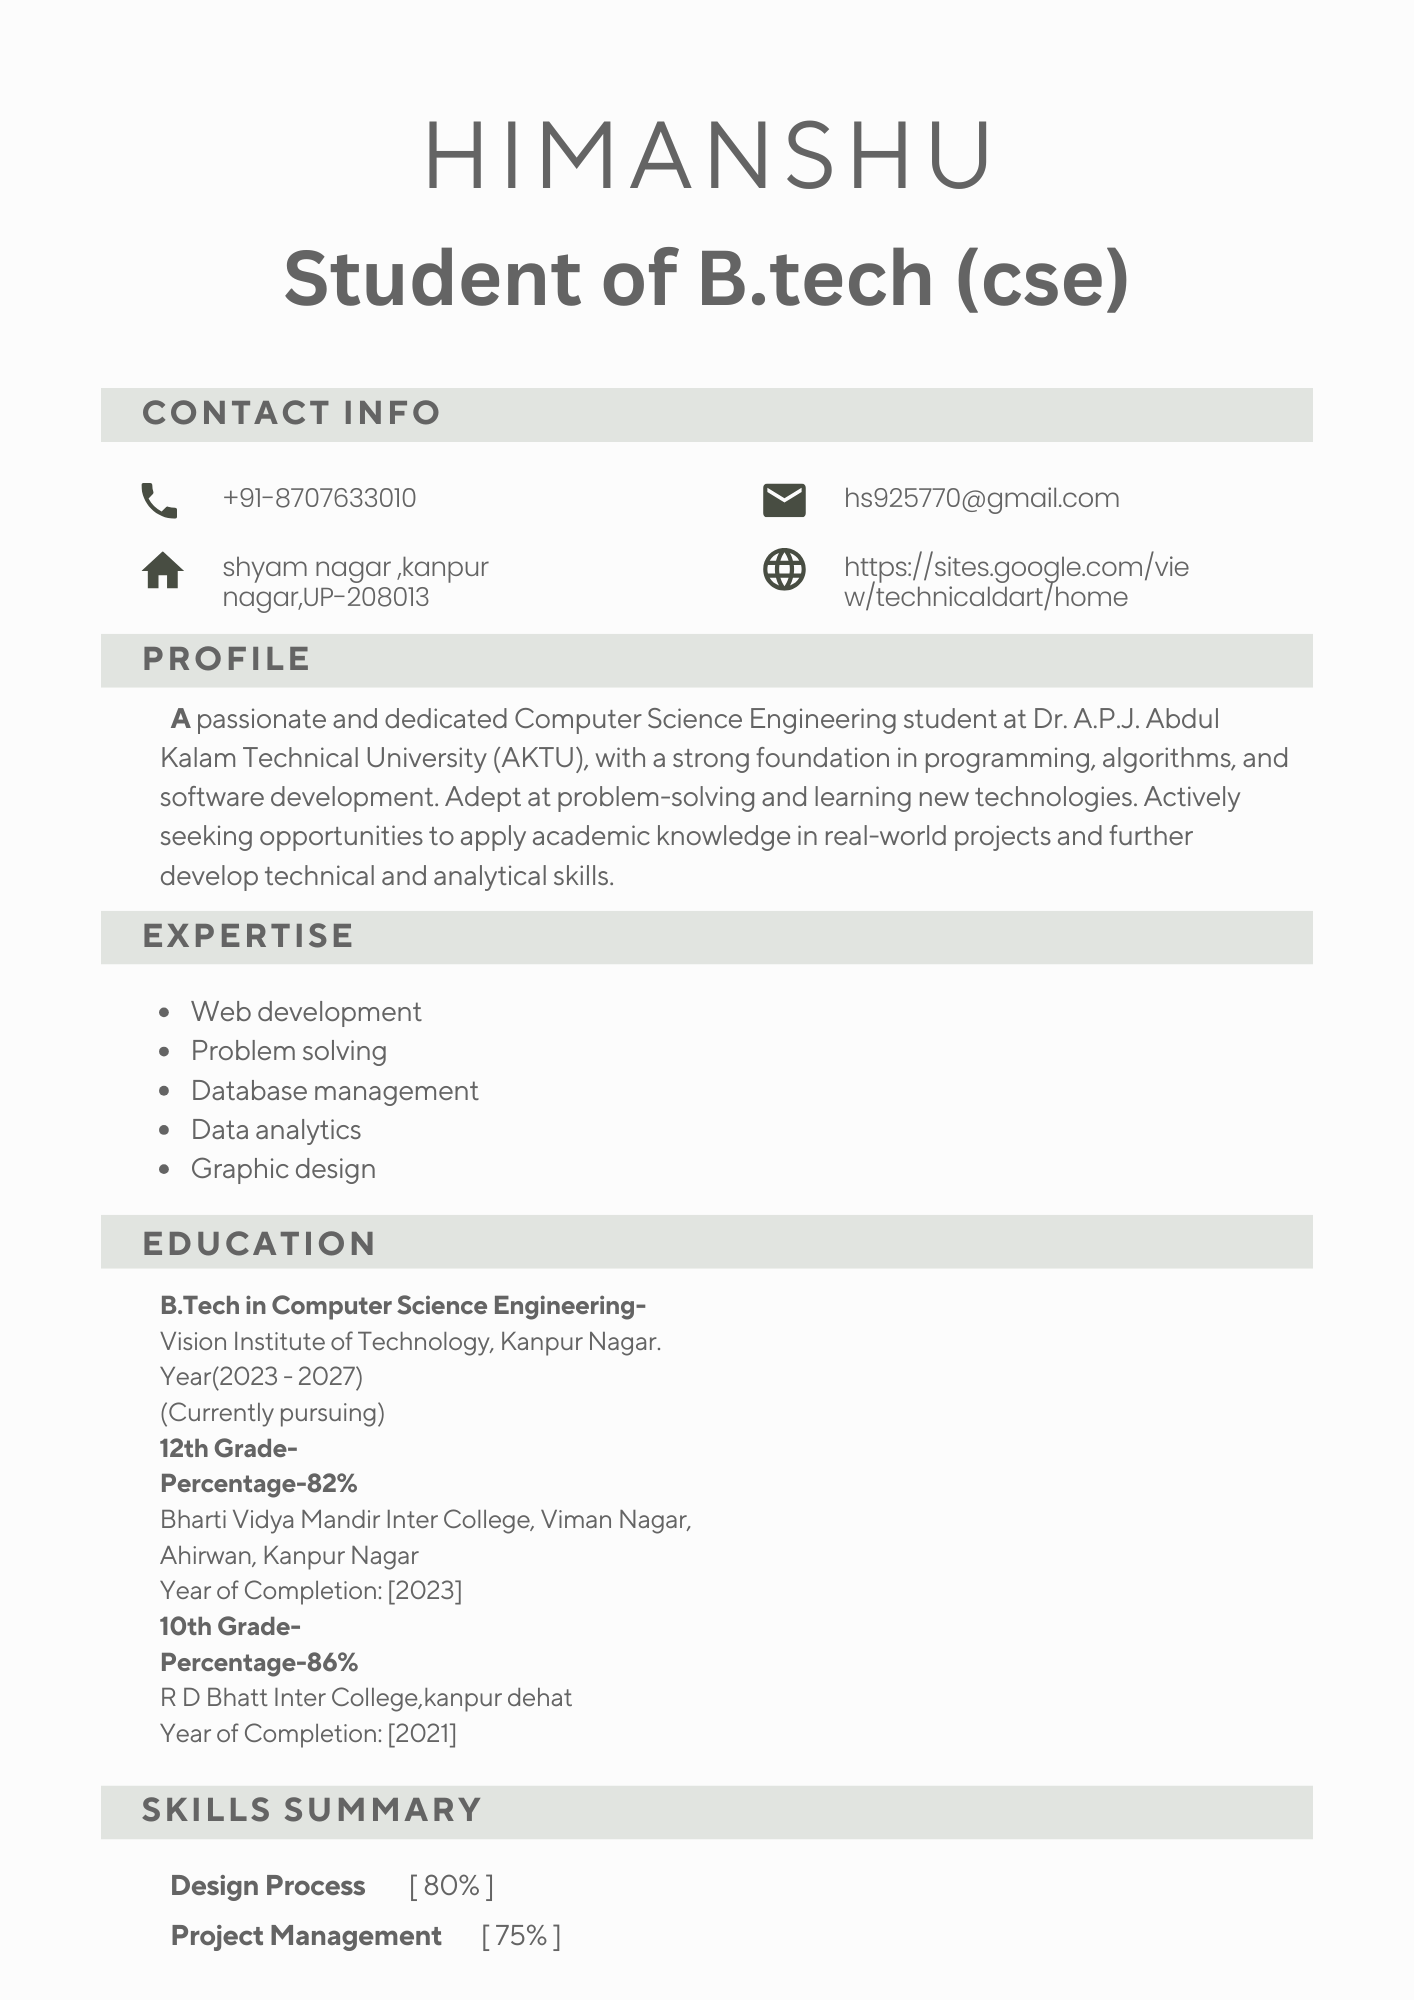 HIMANSHU
Student of B.tech (cse)
CONTACT INFO
+91-8707633010
hs925770@gmail.com
shyam nagar ,kanpur
nagar,UP-208013
https://sites.google.com/vie
w/technicaldart/home
PROFILE
A passionate and dedicated Computer Science Engineering student at Dr. A.P.J. Abdul
Kalam Technical University (AKTU), with a strong foundation in programming, algorithms, and
software development. Adept at problem-solving and learning new technologies. Actively
seeking opportunities to apply academic knowledge in real-world projects and further
develop technical and analytical skills.
EXPERTISE
• Web development
• Problem solving
• Database management
• Data analytics
• Graphic design
EDUCATION
B.Tech in Computer Science Engineering-
Vision Institute of Technology, Kanpur Nagar.
Year(2023 - 2027)
(Currently pursuing)
12th Grade-
Percentage-82%
Bharti Vidya Mandir Inter College, Viman Nagar,
Ahirwan, Kanpur Nagar
Year of Completion: [2023]
10th Grade-
Percentage-86%
R D Bhatt Inter College,kanpur dehat
Year of Completion: [2021]
SKILLS SUMMARY
Design Process [ 80% ]
Project Management [ 75% ]